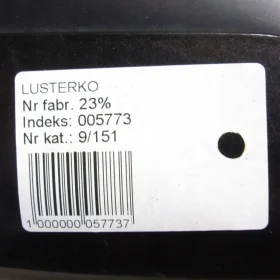 LUSTERKO
Nr fabr. 23%
Indeks: 005773
Nr kat.: 9/151
1 000000 057737